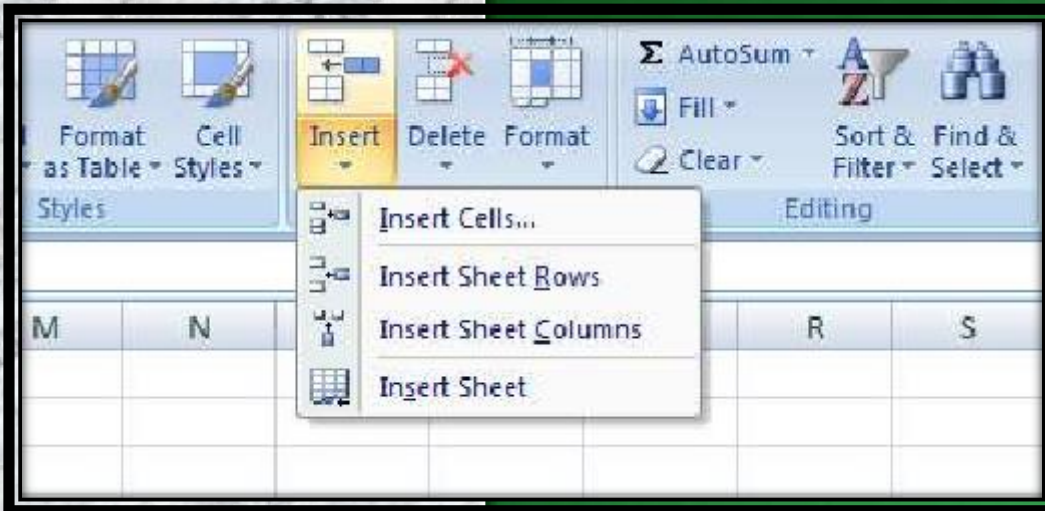 Format as Table
Cell Styles
Insert
Delete
Format
Σ AutoSum
Fill
Clear
Sort & Filter
Find & Select
Styles
Editing
Insert Cells...
Insert Sheet Rows
Insert Sheet Columns
Insert Sheet
M N R S